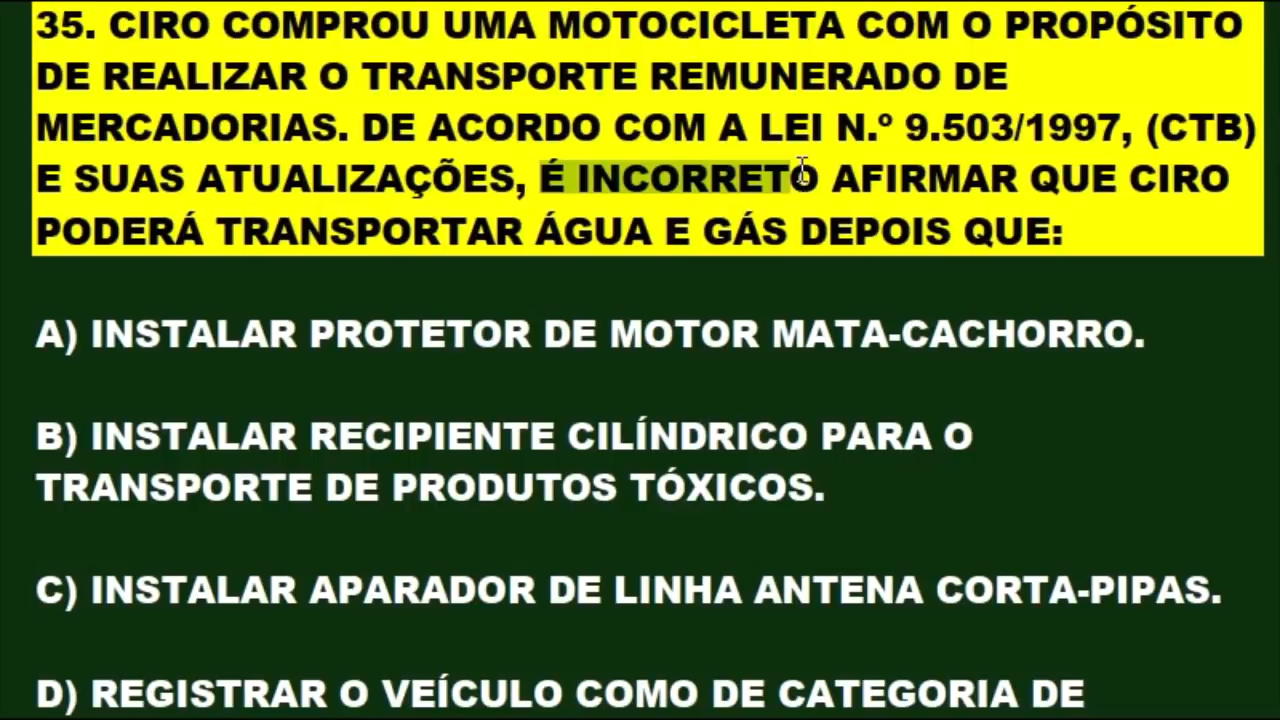 35. CIRO COMPROU UMA MOTOCICLETA COM O PROPÓSITO
DE REALIZAR O TRANSPORTE REMUNERADO DE
MERCADORIAS. DE ACORDO COM A LEI N.º 9.503/1997, (CTB)
E SUAS ATUALIZAÇÕES, É INCORRETO AFIRMAR QUE CIRO
PODERÁ TRANSPORTAR ÁGUA E GÁS DEPOIS QUE:
A) INSTALAR PROTETOR DE MOTOR MATA-CACHORRO.
B) INSTALAR RECIPIENTE CILÍNDRICO PARA O
TRANSPORTE DE PRODUTOS TÓXICOS.
C) INSTALAR APARADOR DE LINHA ANTENA CORTA-PIPAS.
D) REGISTRAR O VEÍCULO COMO DE CATEGORIA DE